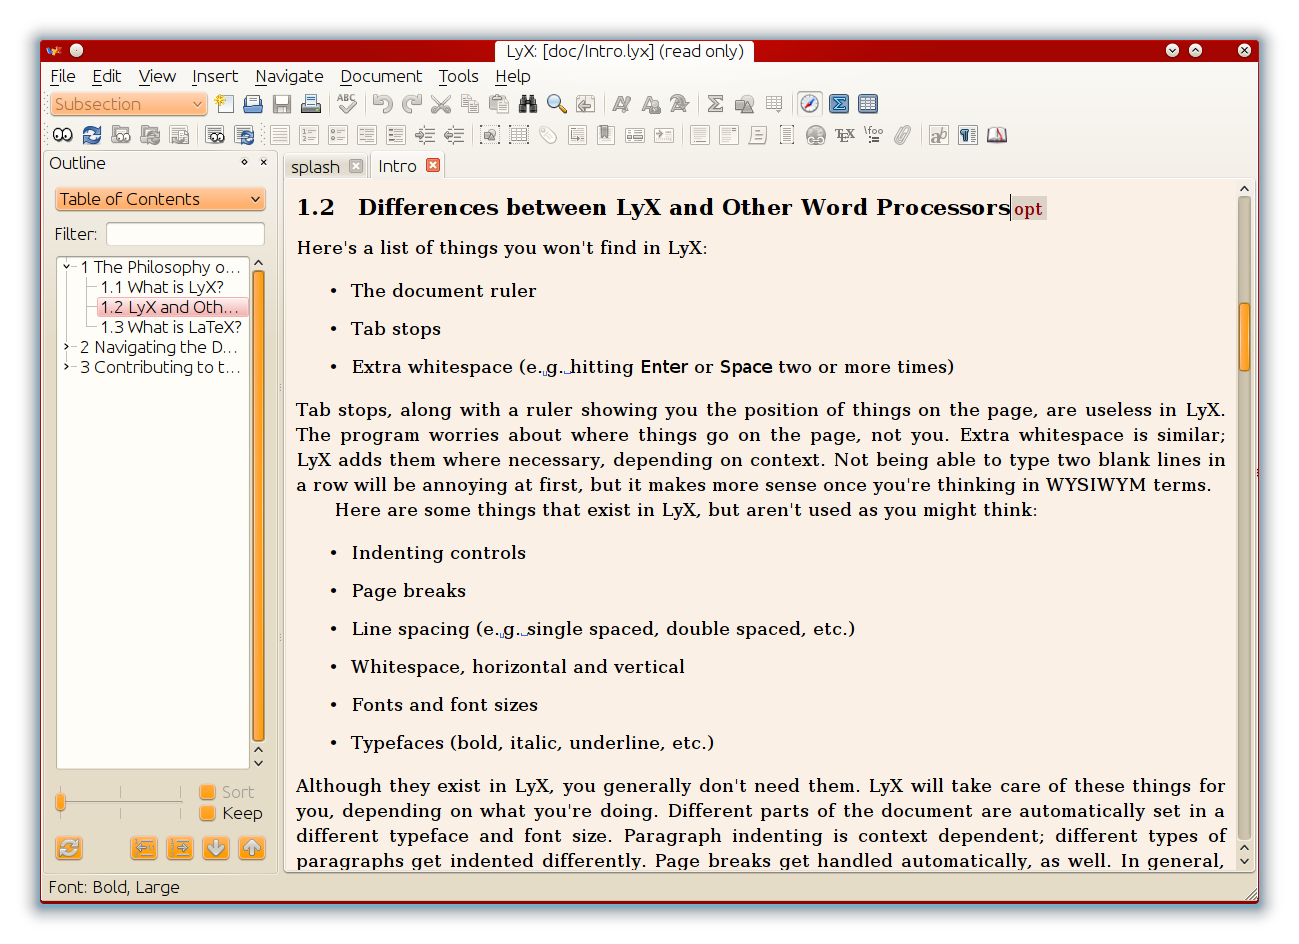 LyX: [doc/Intro.lyx] (read only)
File Edit View Insert Navigate Document Tools Help
Subsection
ABC
TEX \foo ab
Outline
Table of Contents
Filter:
1 The Philosophy o...
1.1 What is LyX?
1.2 LyX and Oth...
1.3 What is LaTeX?
2 Navigating the D...
3 Contributing to t...
Sort
Keep
splash
Intro
1.2 Differences between LyX and Other Word Processors opt
Here's a list of things you won't find in LyX:
• The document ruler
• Tab stops
• Extra whitespace (e.␣g.␣hitting Enter or Space two or more times)
Tab stops, along with a ruler showing you the position of things on the page, are useless in LyX.
The program worries about where things go on the page, not you. Extra whitespace is similar;
LyX adds them where necessary, depending on context. Not being able to type two blank lines in
a row will be annoying at first, but it makes more sense once you're thinking in WYSIWYM terms.
Here are some things that exist in LyX, but aren't used as you might think:
• Indenting controls
• Page breaks
• Line spacing (e.␣g.␣single spaced, double spaced, etc.)
• Whitespace, horizontal and vertical
• Fonts and font sizes
• Typefaces (bold, italic, underline, etc.)
Although they exist in LyX, you generally don't need them. LyX will take care of these things for
you, depending on what you're doing. Different parts of the document are automatically set in a
different typeface and font size. Paragraph indenting is context dependent; different types of
paragraphs get indented differently. Page breaks get handled automatically, as well. In general,
Font: Bold, Large